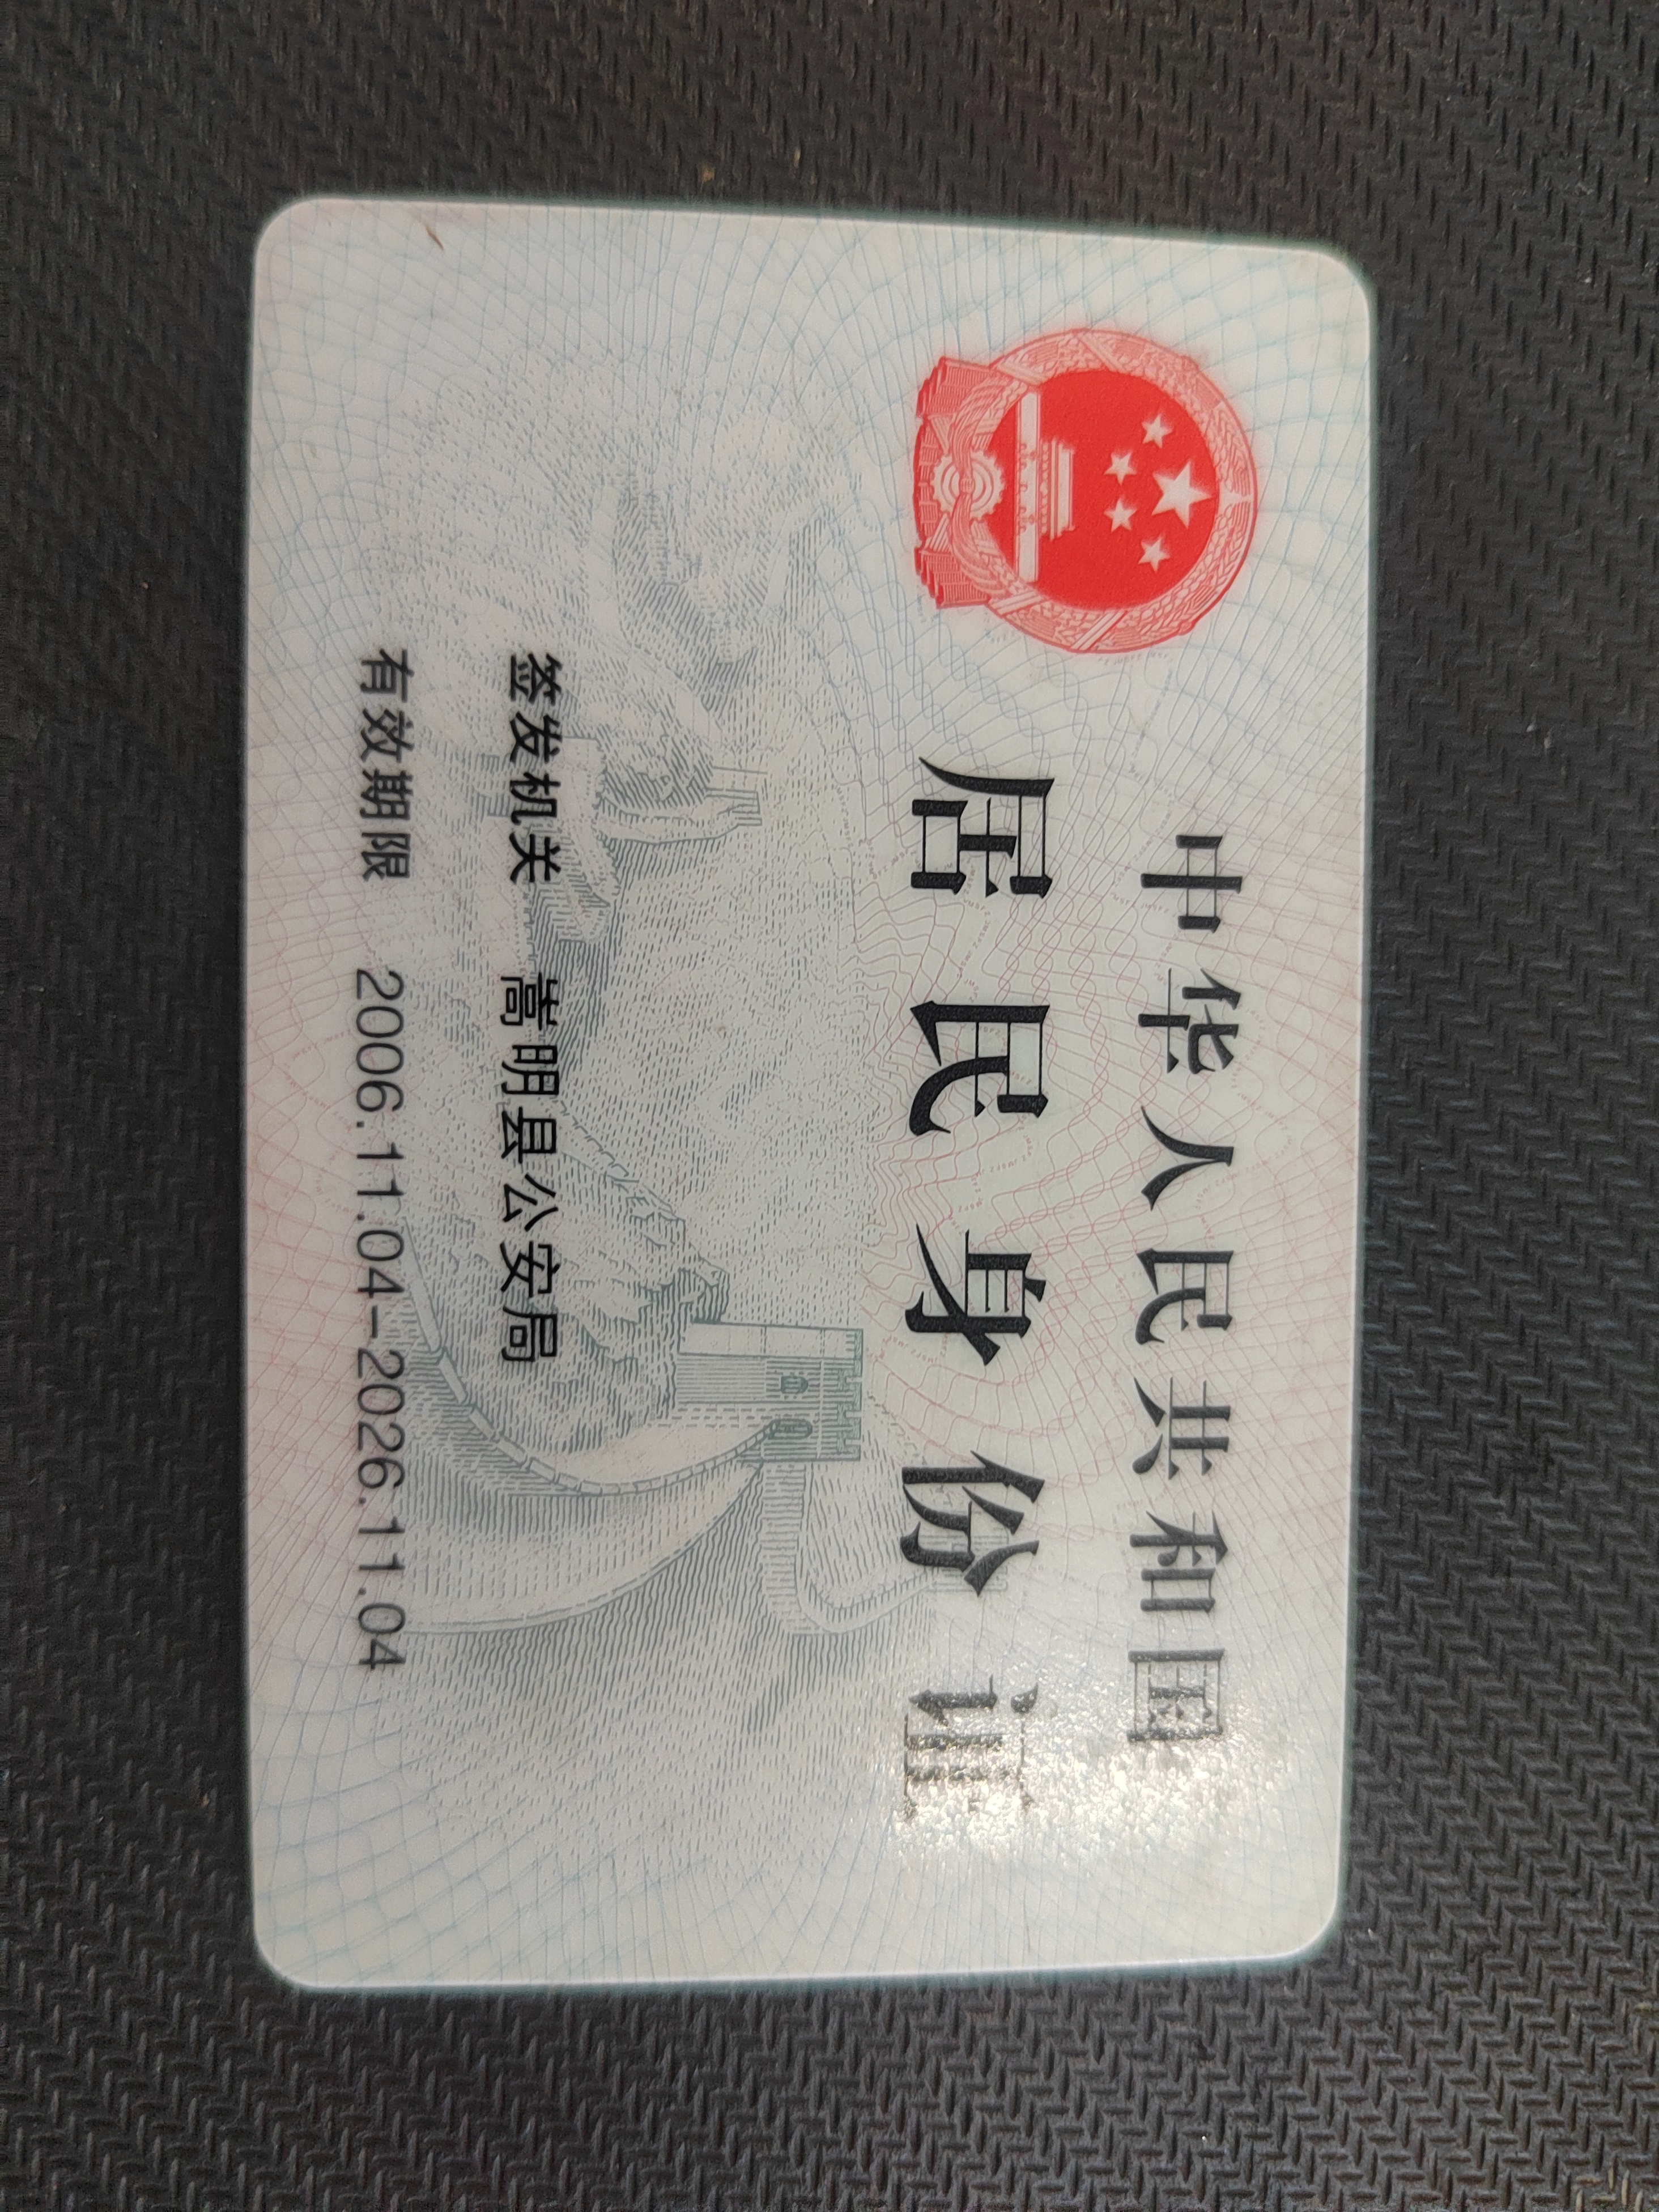 中华人民共和国
居民身份证
签发机关 嵩明县公安局
有效期限 2006.11.04-2026.11.04